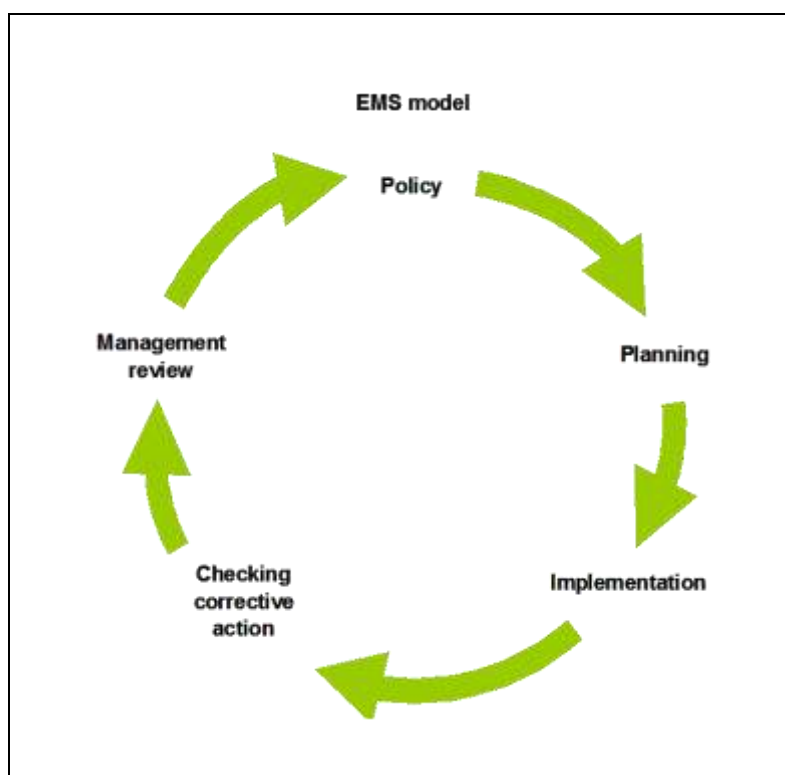 EMS model
Policy
Planning
Implementation
Checking
corrective
action
Management
review